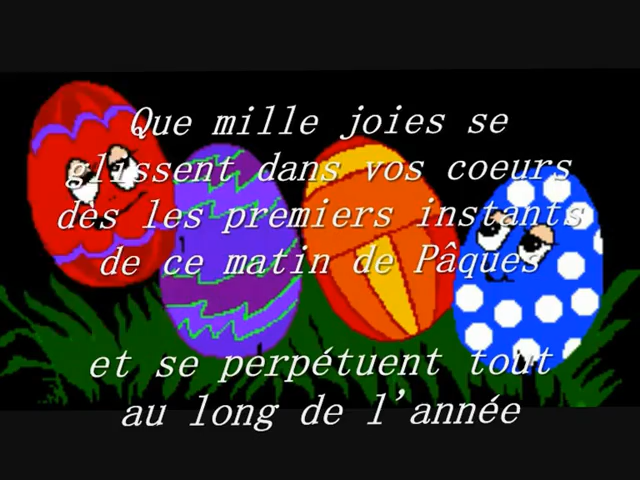 Que mille joies se
glissent dans vos coeurs
dès les premiers instants
de ce matin de Pâques
et se perpétuent tout
au long de l'année